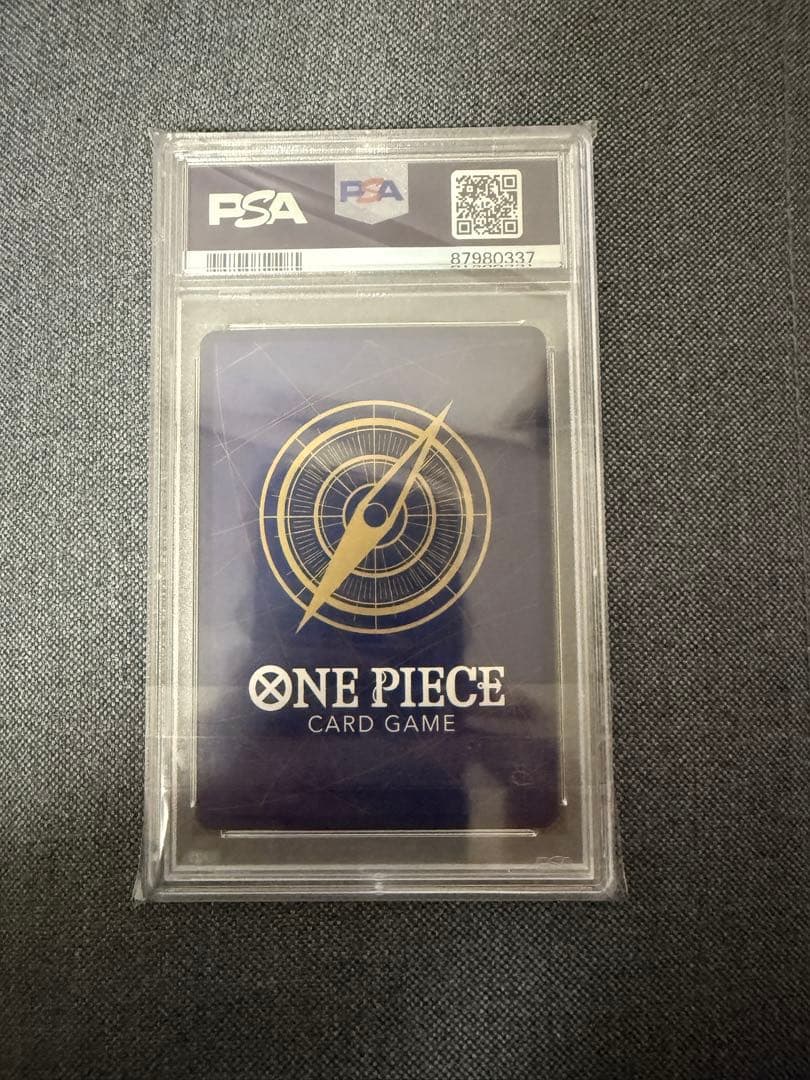 PSA
PSA
87980337
ONE PIECE
CARD GAME